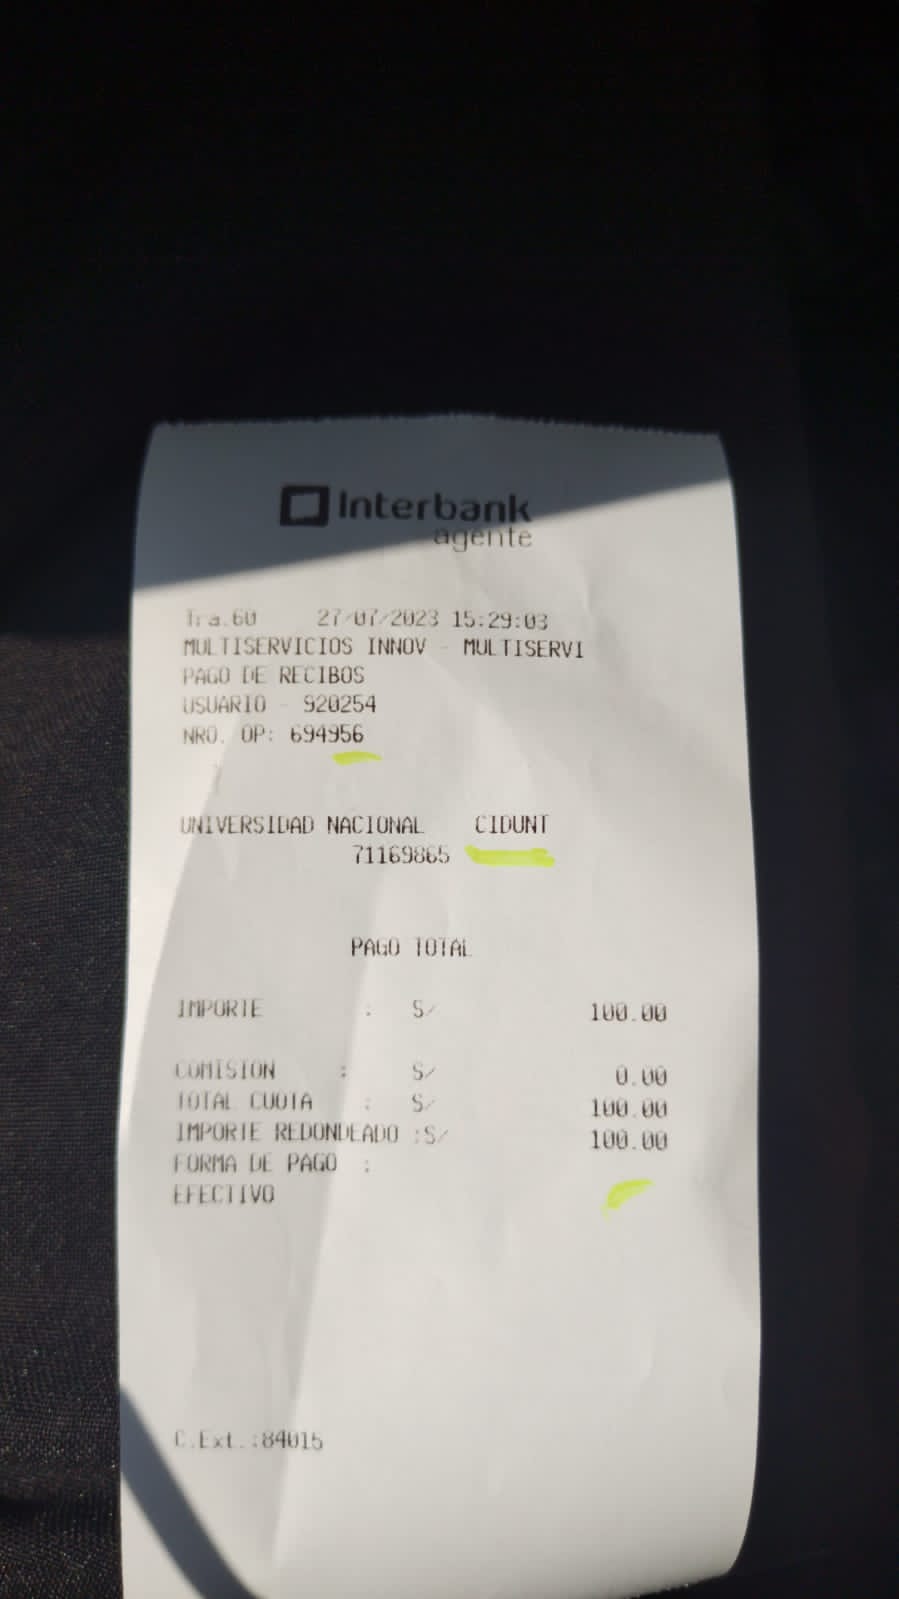 Interbank
agente
Tra.60 27/07/2023 15:29:03
MULTISERVICIOS INNOV - MULTISERVI
PAGO DE RECIBOS
USUARIO - 920254
NRO. OP: 694956
UNIVERSIDAD NACIONAL CIDUNT
71169865
PAGO TOTAL
IMPORTE : S/ 100.00
COMISION : S/ 0.00
TOTAL CUOTA : S/ 100.00
IMPORTE REDONDEADO :S/ 100.00
FORMA DE PAGO :
EFECTIVO
C.Ext.:84015